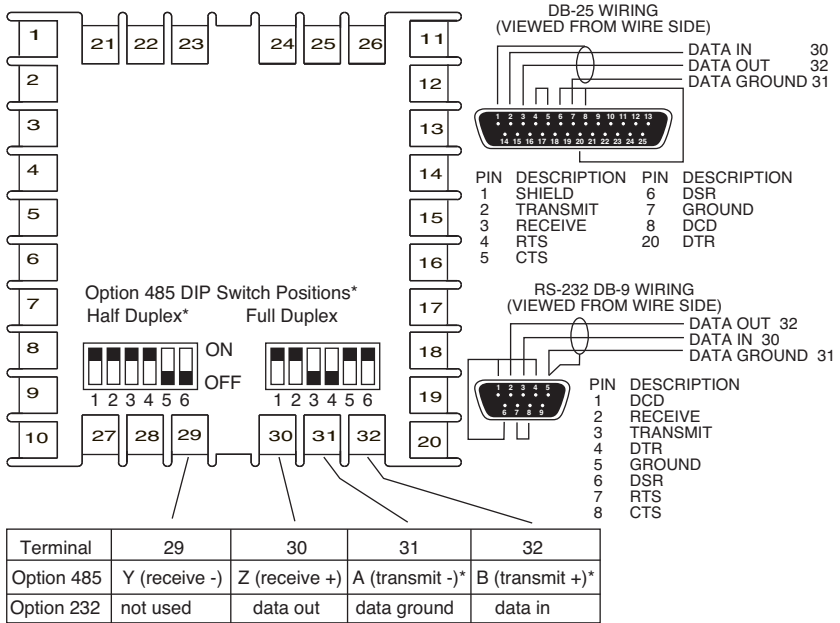 DB-25 WIRING
(VIEWED FROM WIRE SIDE)
DATA IN 30
DATA OUT 32
DATA GROUND 31
1 2 3 4 5 6 7 8 9 10 11 12 13
14 15 16 17 18 19 20 21 22 23 24 25
PIN DESCRIPTION PIN DESCRIPTION
1 SHIELD 6 DSR
2 TRANSMIT 7 GROUND
3 RECEIVE 8 DCD
4 RTS 20 DTR
5 CTS
RS-232 DB-9 WIRING
(VIEWED FROM WIRE SIDE)
DATA OUT 32
DATA IN 30
DATA GROUND 31
1 2 3 4 5
6 7 8 9
PIN DESCRIPTION
1 DCD
2 RECEIVE
3 TRANSMIT
4 DTR
5 GROUND
6 DSR
7 RTS
8 CTS
1 21 22 23 24 25 26 11
2 12
3 13
4 14
5 15
6 16
7 17
8 18
9 19
10 27 28 29 30 31 32 20
Option 485 DIP Switch Positions*
Half Duplex* Full Duplex
ON
OFF
1 2 3 4 5 6 1 2 3 4 5 6
Terminal 29 30 31 32
Option 485 Y (receive -) Z (receive +) A (transmit -)* B (transmit +)*
Option 232 not used data out data ground data in